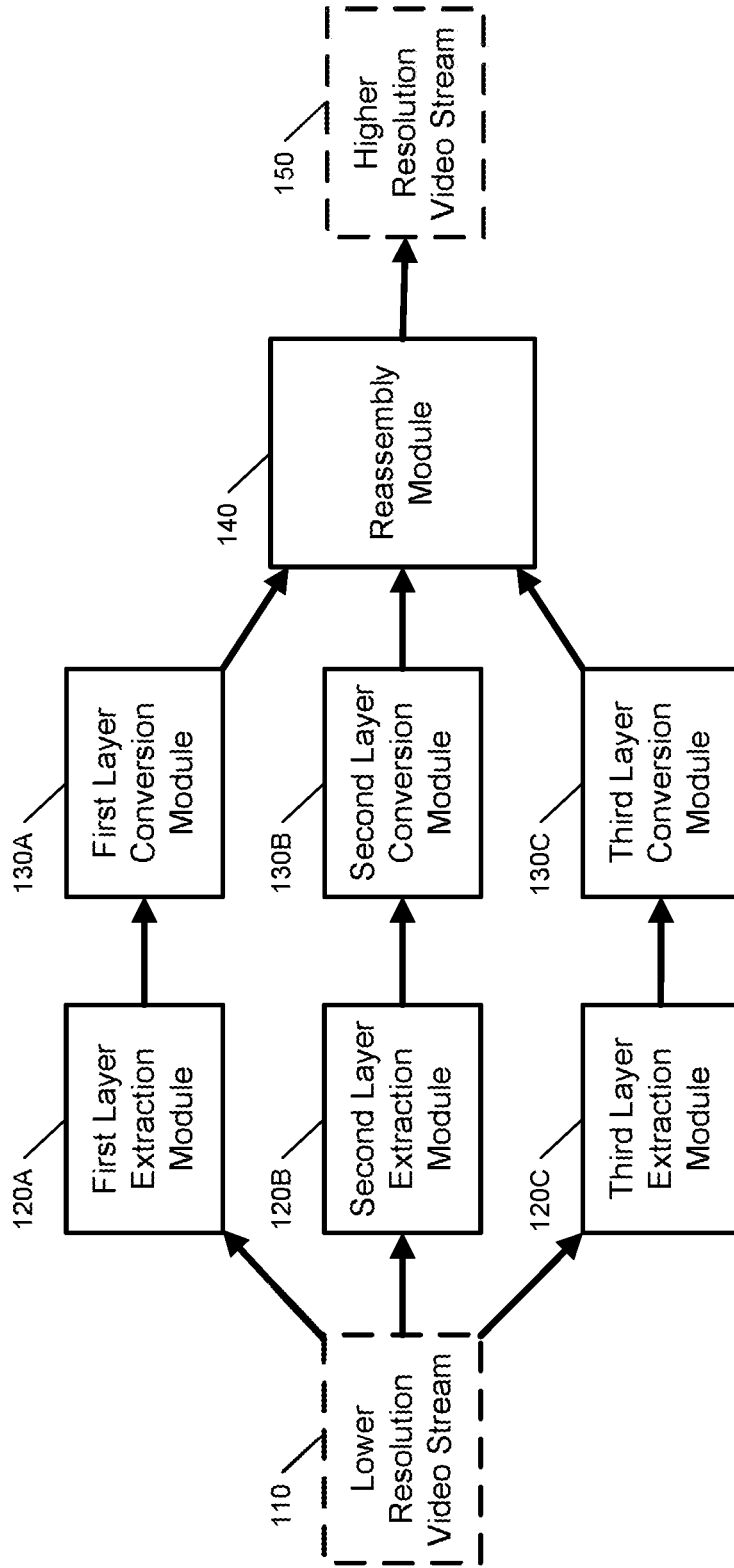 110
Lower
Resolution
Video Stream
120A
First Layer
Extraction
Module
120B
Second Layer
Extraction
Module
120C
Third Layer
Extraction
Module
130A
First Layer
Conversion
Module
130B
Second Layer
Conversion
Module
130C
Third Layer
Conversion
Module
140
Reassembly
Module
150
Higher
Resolution
Video Stream